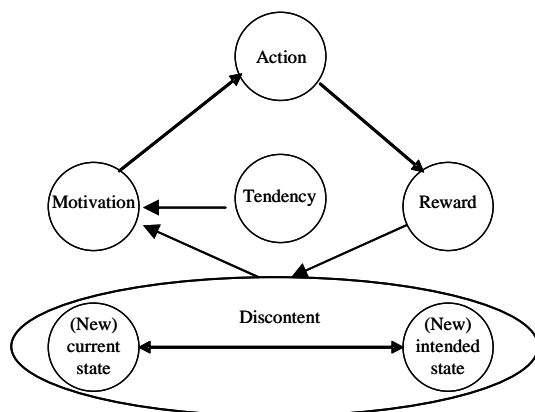 Action
Motivation
Tendency
Reward
Discontent
(New)
current
state
(New)
intended
state